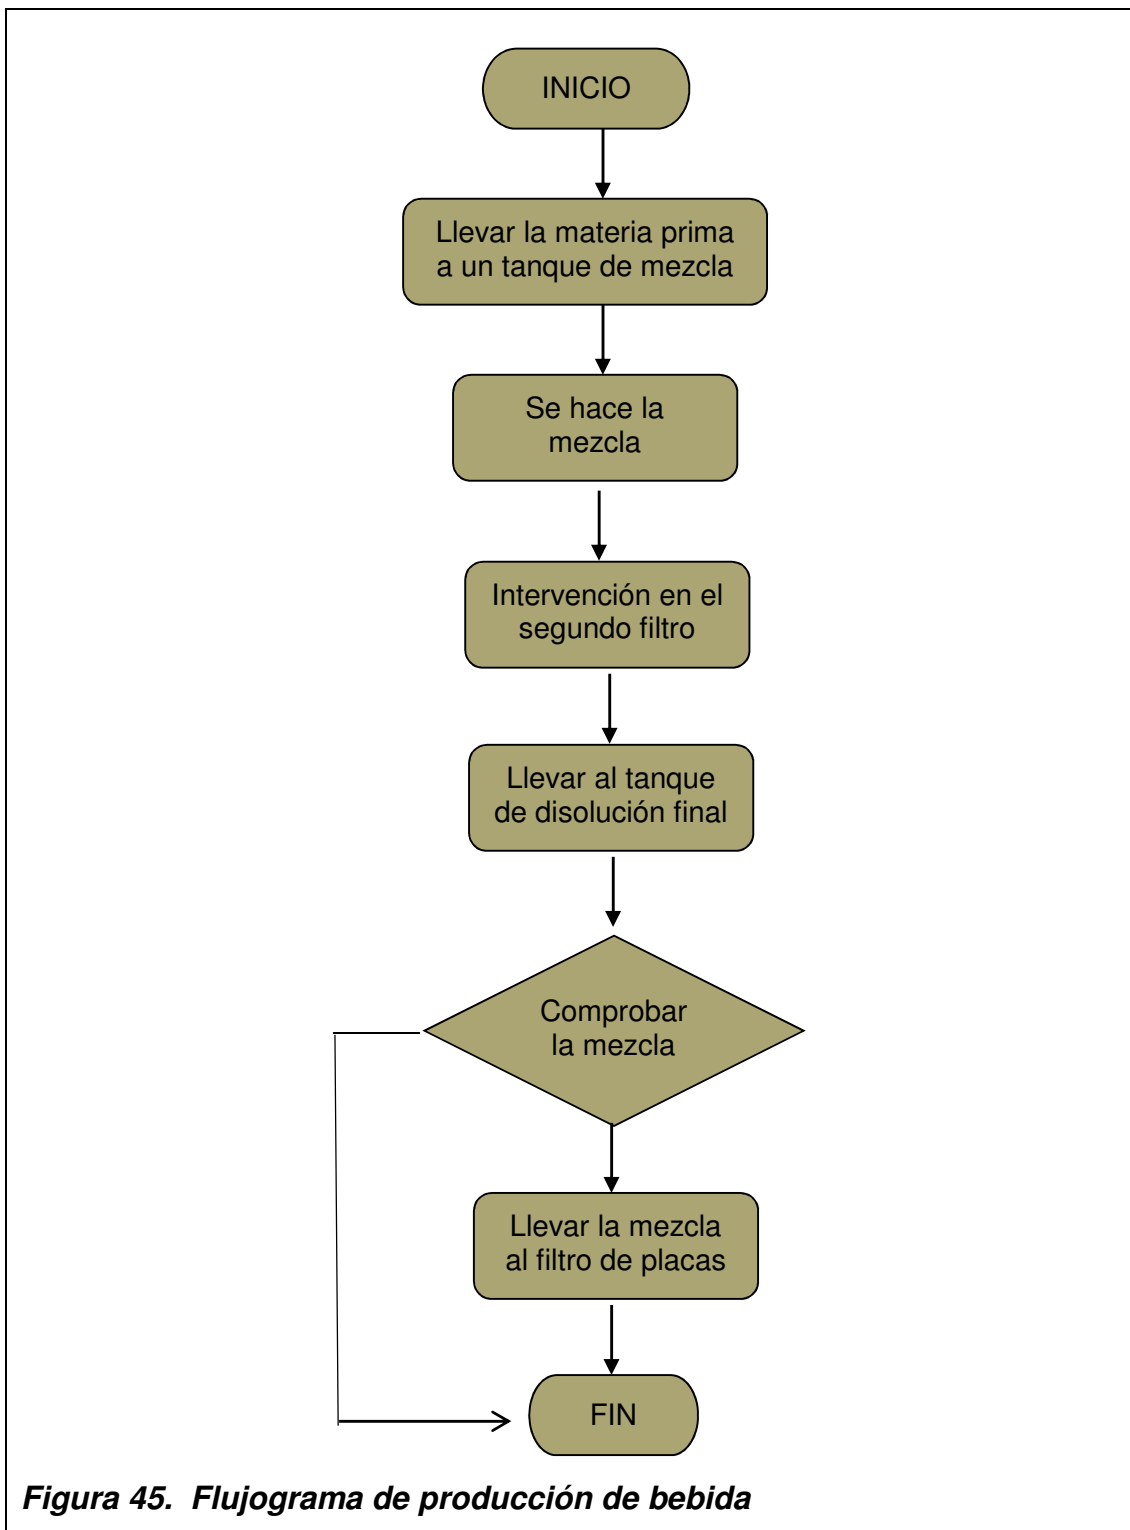 INICIO
Llevar la materia prima
a un tanque de mezcla
Se hace la
mezcla
Intervención en el
segundo filtro
Llevar al tanque
de disolución final
Comprobar
la mezcla
Llevar la mezcla
al filtro de placas
FIN
Figura 45. Flujograma de producción de bebida